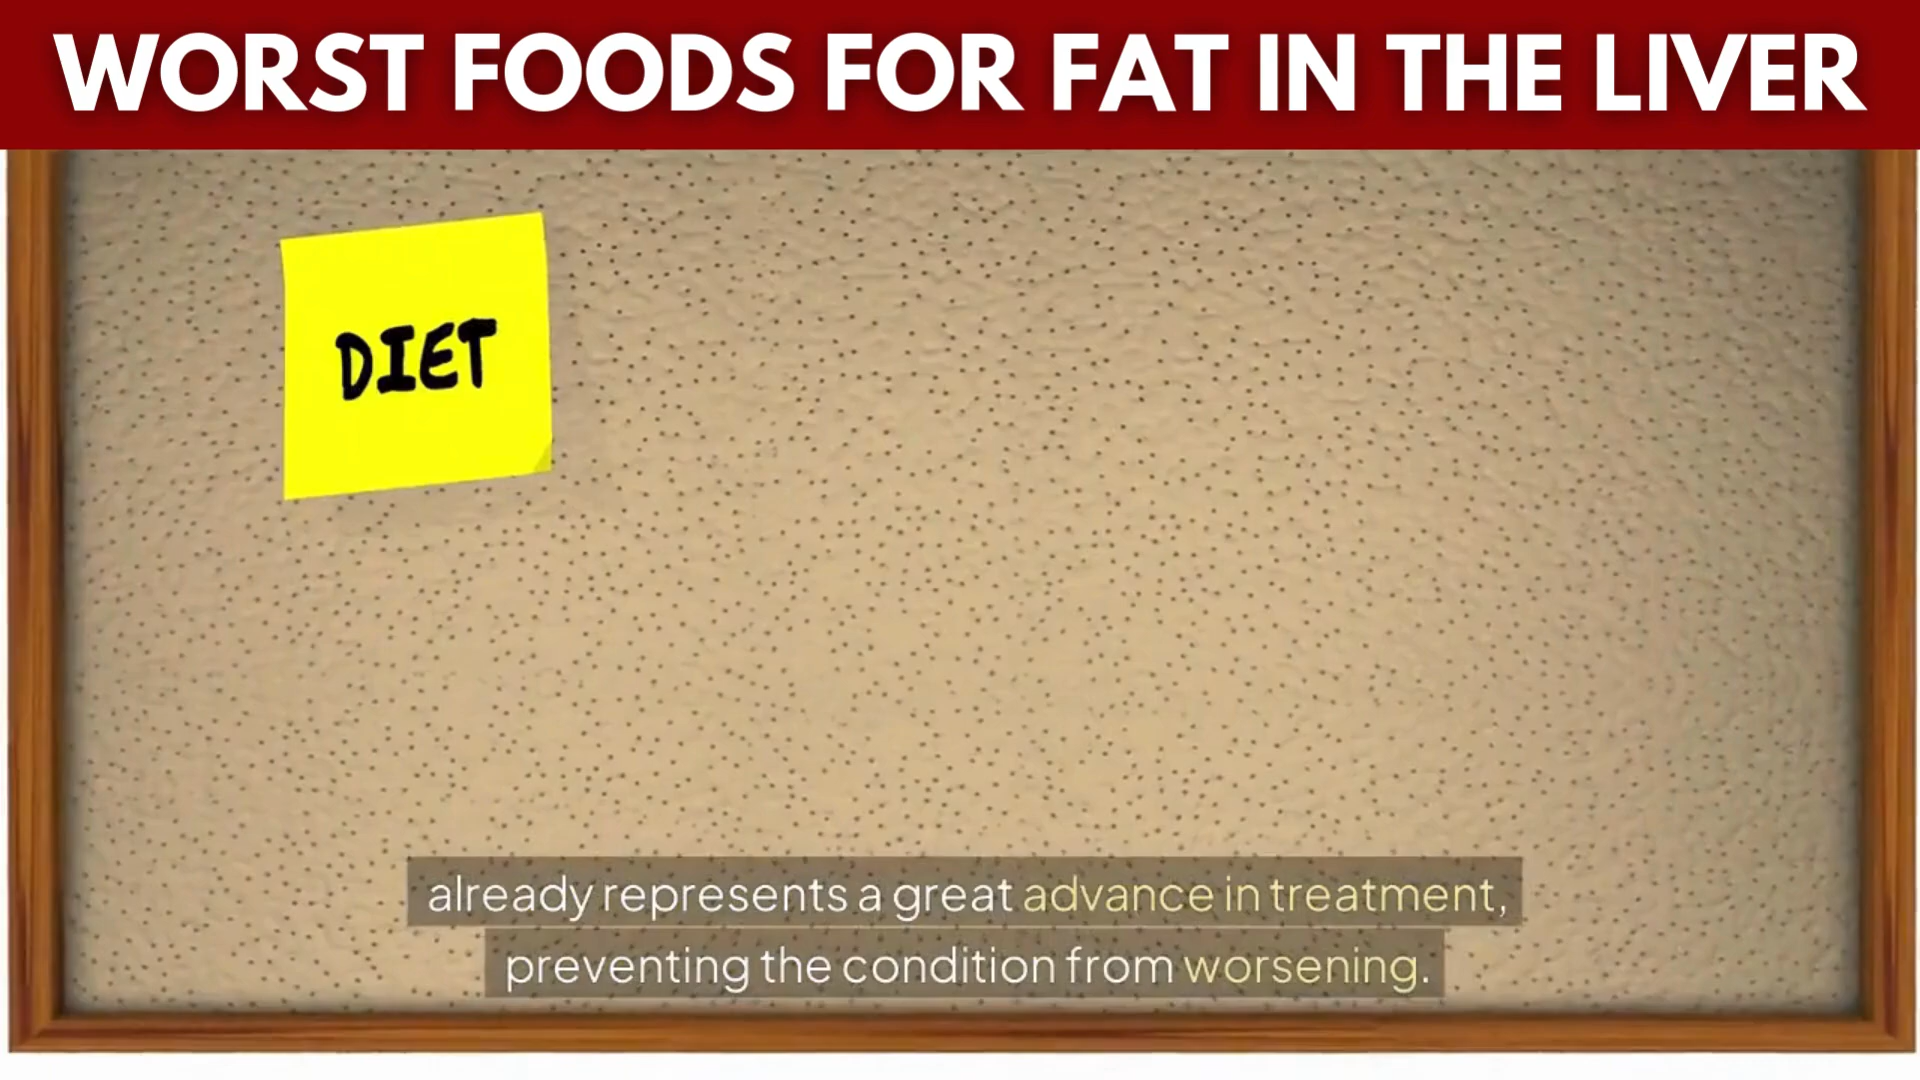 WORST FOODS FOR FAT IN THE LIVER
DIET
already represents a great advance in treatment,
preventing the condition from worsening.